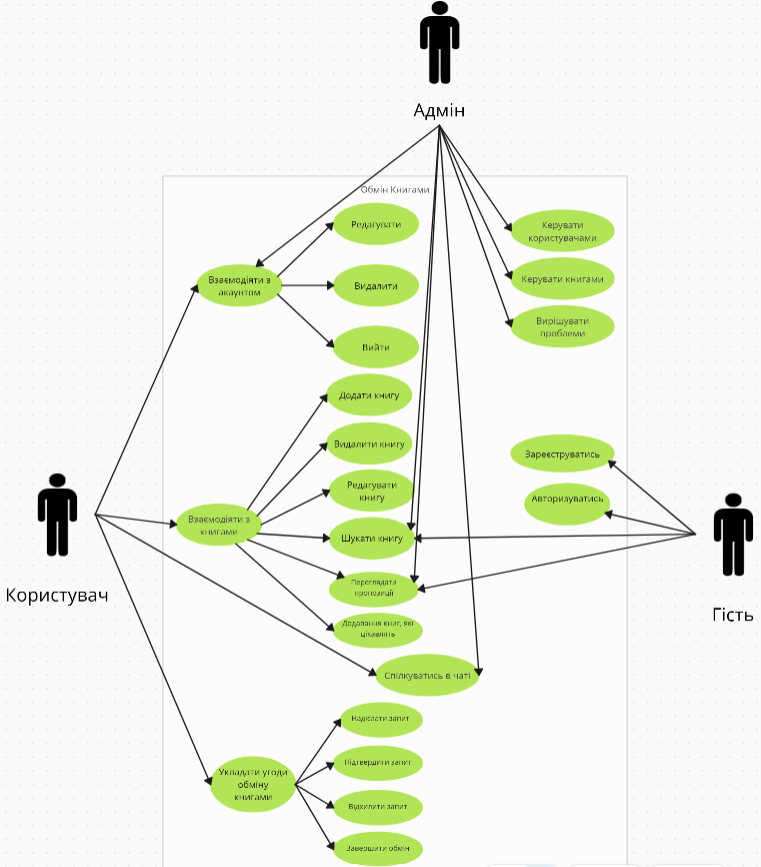 Адмін
Обмін Книгами
Редагувати
Керувати
користувачами
Взаємодіяти з
акаунтом
Видалити
Керувати книгами
Вирішувати
проблеми
Вийти
Додати книгу
Видалити книгу
Зареєструватись
Редагувати
книгу
Авторизуватись
Взаємодіяти з
книгами
Шукати книгу
Переглядати
пропозиції
Користувач
Гість
Додавання книг, які
цікавлять
Спілкуватись в чаті
Надіслати запит
Підтвердити запит
Укладати угоди
обміну
книгами
Відхилити запит
Завершити обмін